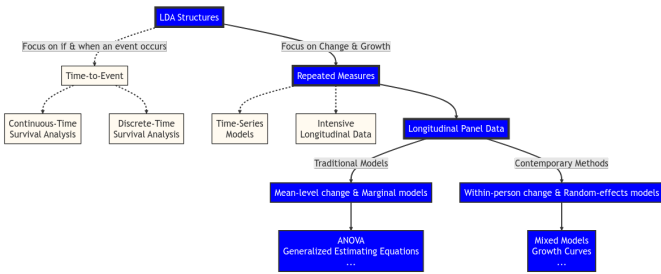 LDA Structures
Focus on if & when an event occurs
Focus on Change & Growth
Time-to-Event
Repeated Measures
Continuous-Time
Survival Analysis
Discrete-Time
Survival Analysis
Time-Series
Models
Intensive
Longitudinal Data
Longitudinal Panel Data
Traditional Models
Contemporary Methods
Mean-level change & Marginal models
Within-person change & Random-effects models
ANOVA
Generalized Estimating Equations
...
Mixed Models
Growth Curves
...